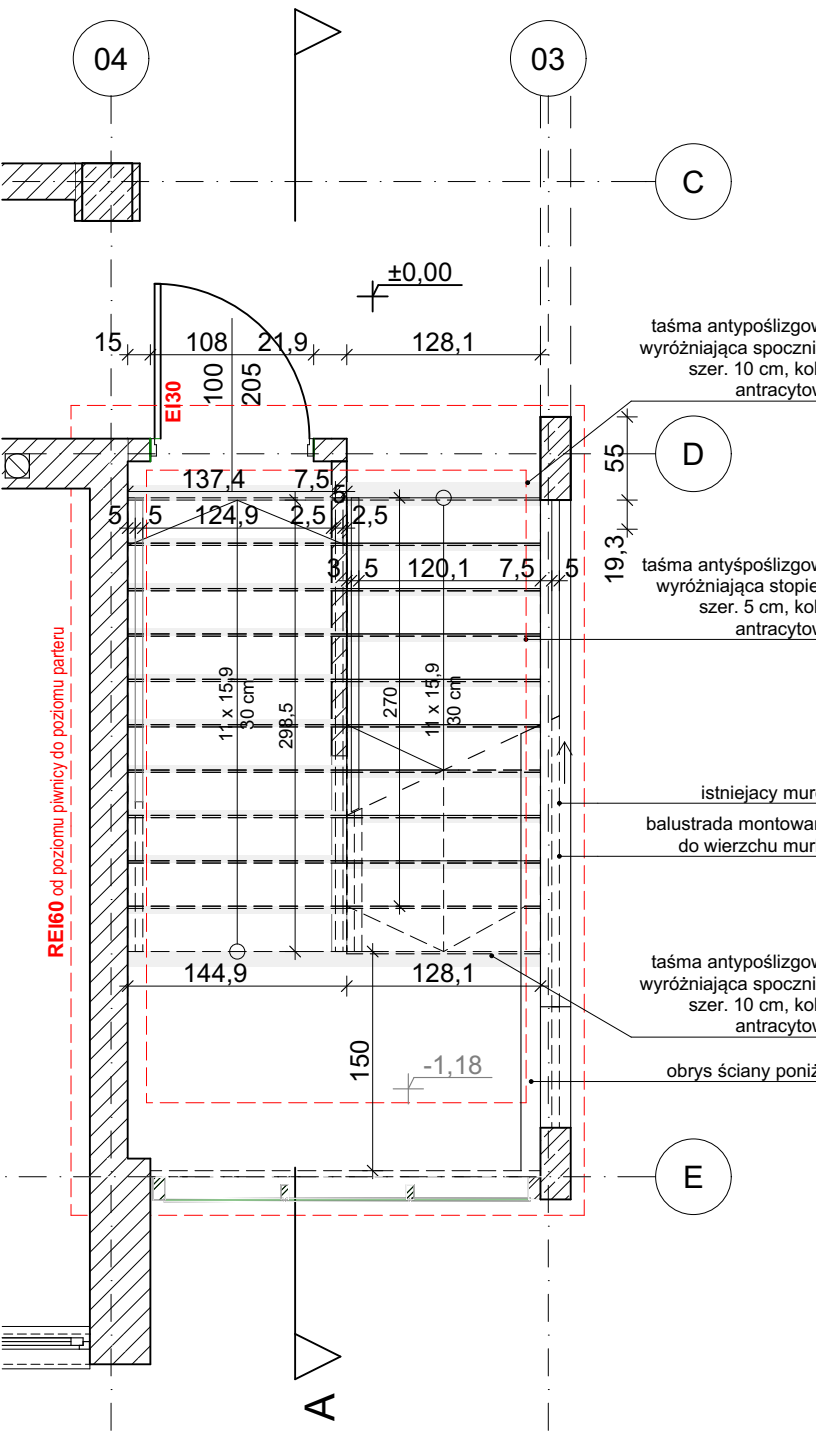 04
03
C
±0,00
15
108
21,9
128,1
100
205
EI30
taśma antypoślizgow
wyróżniająca spoczni
szer. 10 cm, kol
antracytow
D
55
19,3
137,4
7,5
5
5
5
124,9
2,5
2,5
3
5
120,1
7,5
5
taśma antyśpoślizgow
wyróżniająca stopie
szer. 5 cm, kol
antracytow
11 x 15,9
30 cm
298,5
270
11 x 15,9
30 cm
REI60 od poziomu piwnicy do poziomu parteru
istniejacy mur
balustrada montowa
do wierzchu mur
taśma antypoślizgow
wyróżniająca spoczni
szer. 10 cm, kol
antracytow
144,9
128,1
150
-1,18
obrys ściany poniż
E
A